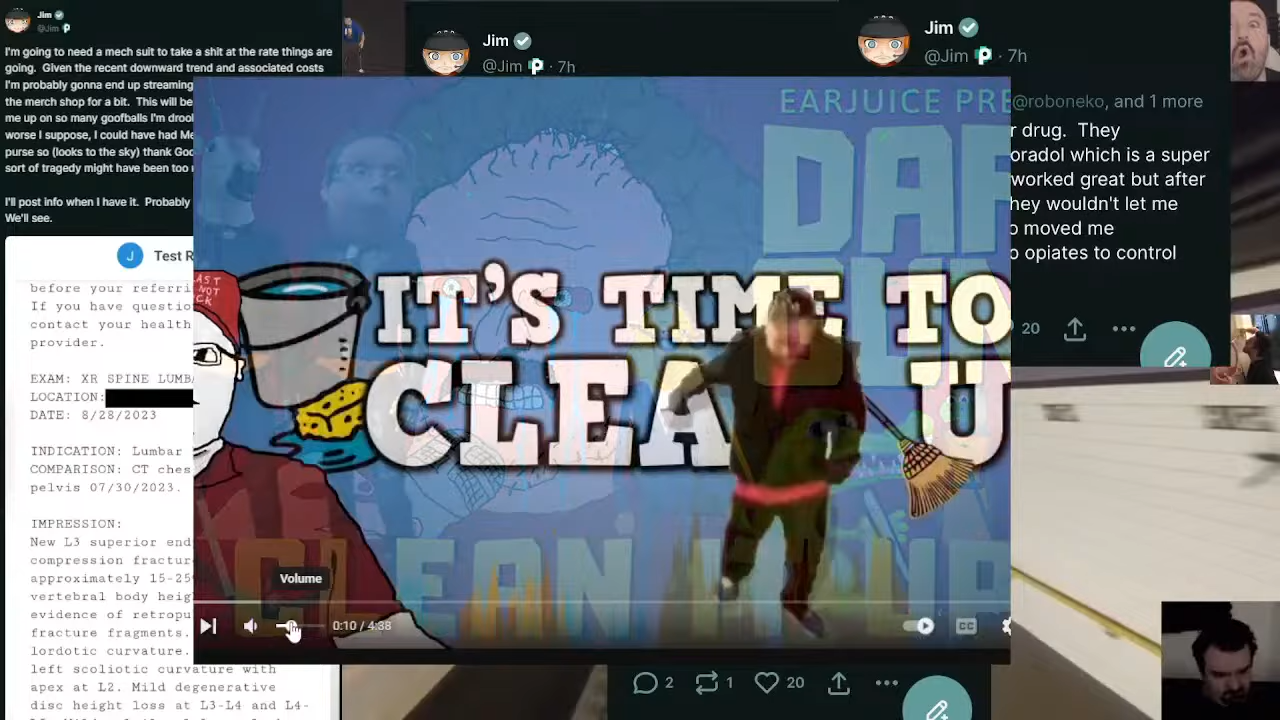 Jim
@Jim
I'm going to need a mech suit to take a shit at the rate things are
going. Given the recent downward trend and associated costs
I'm probably gonna end up streaming
the merch shop for a bit. This will be
me up on so many goofballs I'm drool
worse I suppose, I could have had Me
purse so (looks to the sky) thank God
sort of tragedy might have been too
I'll post info when I have it. Probably
We'll see.
J
Test R
before your referri
If you have questio
contact your health
provider.
EXAM: XR SPINE LUMB
LOCATION:
DATE: 8/28/2023
INDICATION: Lumbar
COMPARISON: CT ches
pelvis 07/30/2023.
IMPRESSION:
New L3 superior end
compression fractur
approximately 15-25%
vertebral body heig
evidence of retropu
fracture fragments.
lordotic curvature.
left scoliotic curvature with
apex at L2. Mild degenerative
disc height loss at L3-L4 and L4-
Jim
@Jim · 7h
Jim
@Jim · 7h
@roboneko, and 1 more
r drug. They
oradol which is a super
worked great but after
hey wouldn't let me
o moved me
o opiates to control
20
EARJUICE PRE
DAR
IT'S TIME TO
CLEA U
CLEAN
AST
NOT
CK
Volume
0:10 / 4:38
CC
2 1 20